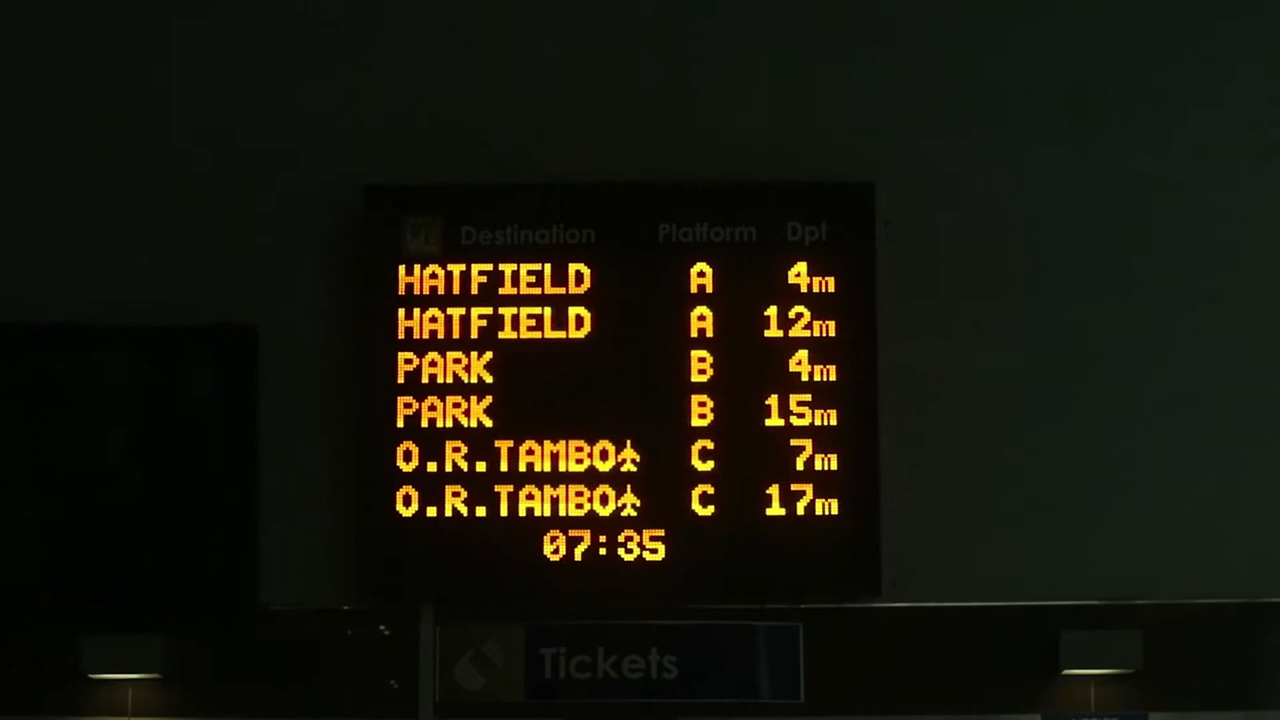 Destination Platform Dpt
HATFIELD A 4m
HATFIELD A 12m
PARK B 4m
PARK B 15m
O.R.TAMBO✈ C 7m
O.R.TAMBO✈ C 17m
07:35
Tickets